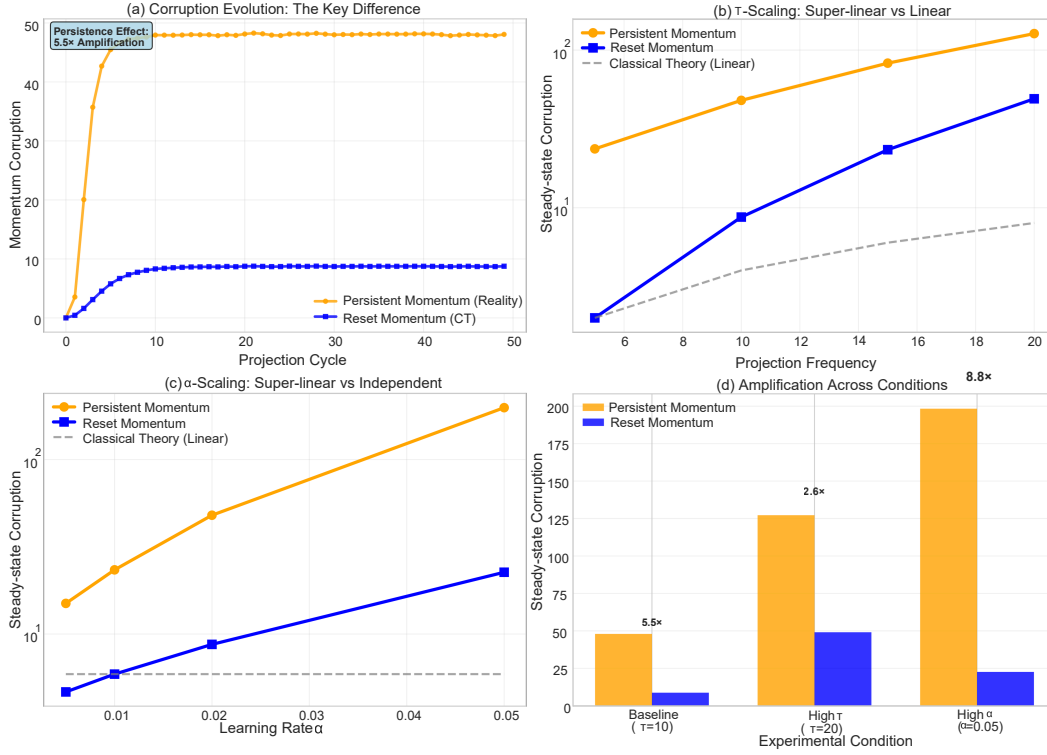 (a) Corruption Evolution: The Key Difference
Persistence Effect:
5.5× Amplification
50
40
30
20
10
0
Momentum Corruption
Persistent Momentum (Reality)
Reset Momentum (CT)
0
10
20
30
40
50
Projection Cycle
(b) τ-Scaling: Super-linear vs Linear
Persistent Momentum
Reset Momentum
Classical Theory (Linear)
10²
10¹
Steady-state Corruption
6
8
10
12
14
16
18
20
Projection Frequency
(c) α-Scaling: Super-linear vs Independent
Persistent Momentum
Reset Momentum
Classical Theory (Linear)
10²
10¹
Steady-state Corruption
0.01
0.02
0.03
0.04
0.05
Learning Rate α
8.8×
(d) Amplification Across Conditions
Persistent Momentum
Reset Momentum
200
175
150
125
100
75
50
25
0
Steady-state Corruption
5.5×
2.6×
Baseline
( τ=10)
High τ
( τ=20)
High α
(α=0.05)
Experimental Condition